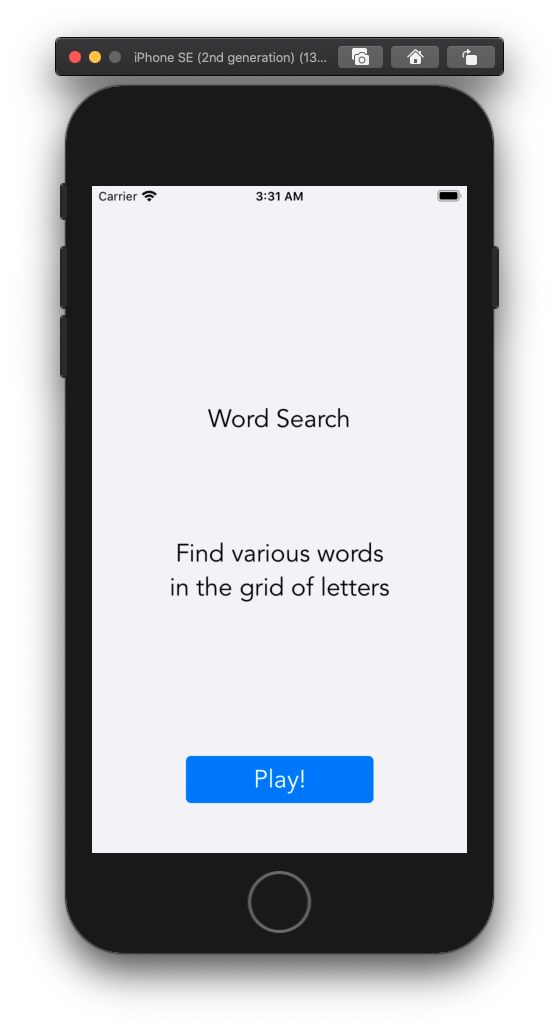 iPhone SE (2nd generation) (13...
Carrier
3:31 AM
Word Search
Find various words
in the grid of letters
Play!